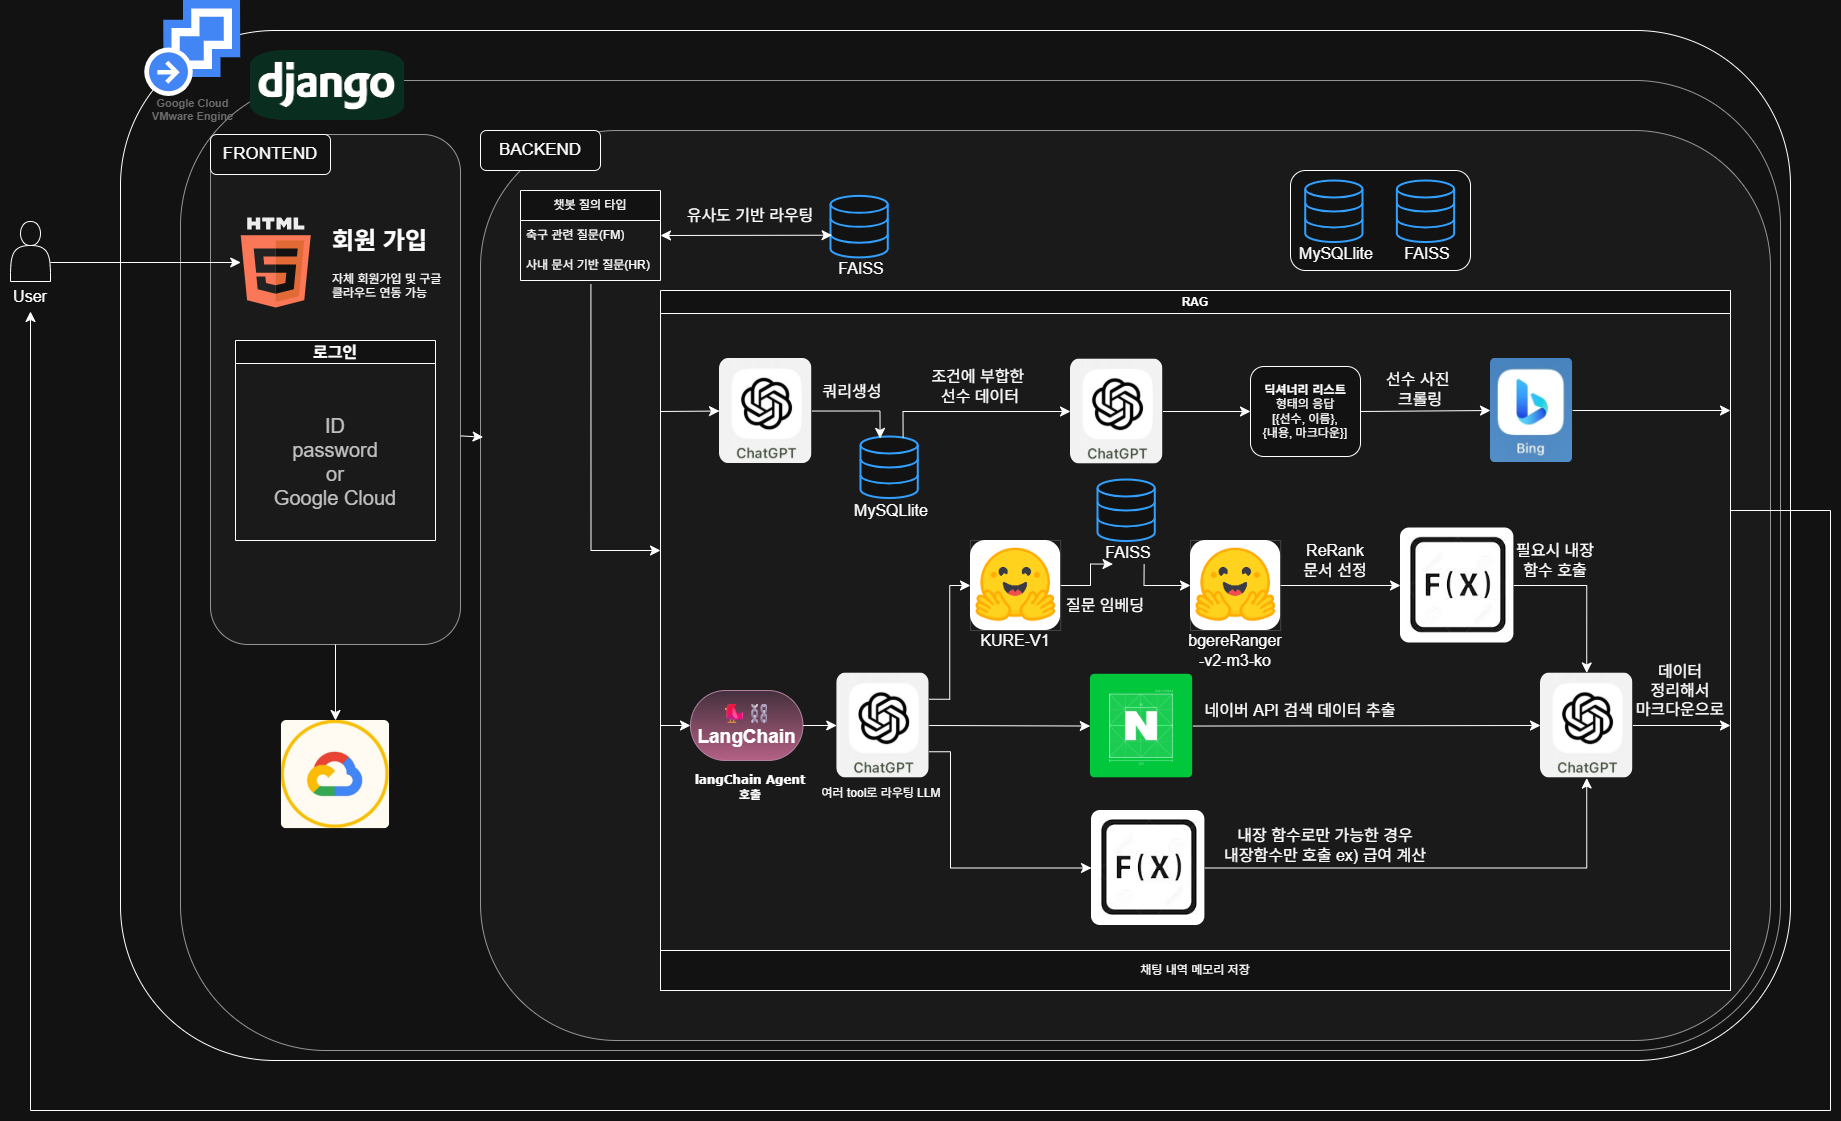 Google Cloud
VMware Engine
django
FRONTEND
HTML
회원 가입
자체 회원가입 및 구글
클라우드 연동 가능
로그인
ID
password
or
Google Cloud
User
BACKEND
챗봇 질의 타입
축구 관련 질문(FM)
사내 문서 기반 질문(HR)
유사도 기반 라우팅
FAISS
MySQLlite
FAISS
RAG
ChatGPT
쿼리생성
MySQLlite
조건에 부합한
선수 데이터
ChatGPT
딕셔너리 리스트
형태의 응답
[{선수, 이름},
{내용, 마크다운}]
선수 사진
크롤링
Bing
KURE-V1
질문 임베딩
FAISS
bgereRanger
-v2-m3-ko
ReRank
문서 선정
F(X)
필요시 내장
함수 호출
LangChain
langChain Agent
호출
ChatGPT
여러 tool로 라우팅 LLM
N
네이버 API 검색 데이터 추출
ChatGPT
데이터
정리해서
마크다운으로
F(X)
내장 함수로만 가능한 경우
내장함수만 호출 ex) 급여 계산
채팅 내역 메모리 저장